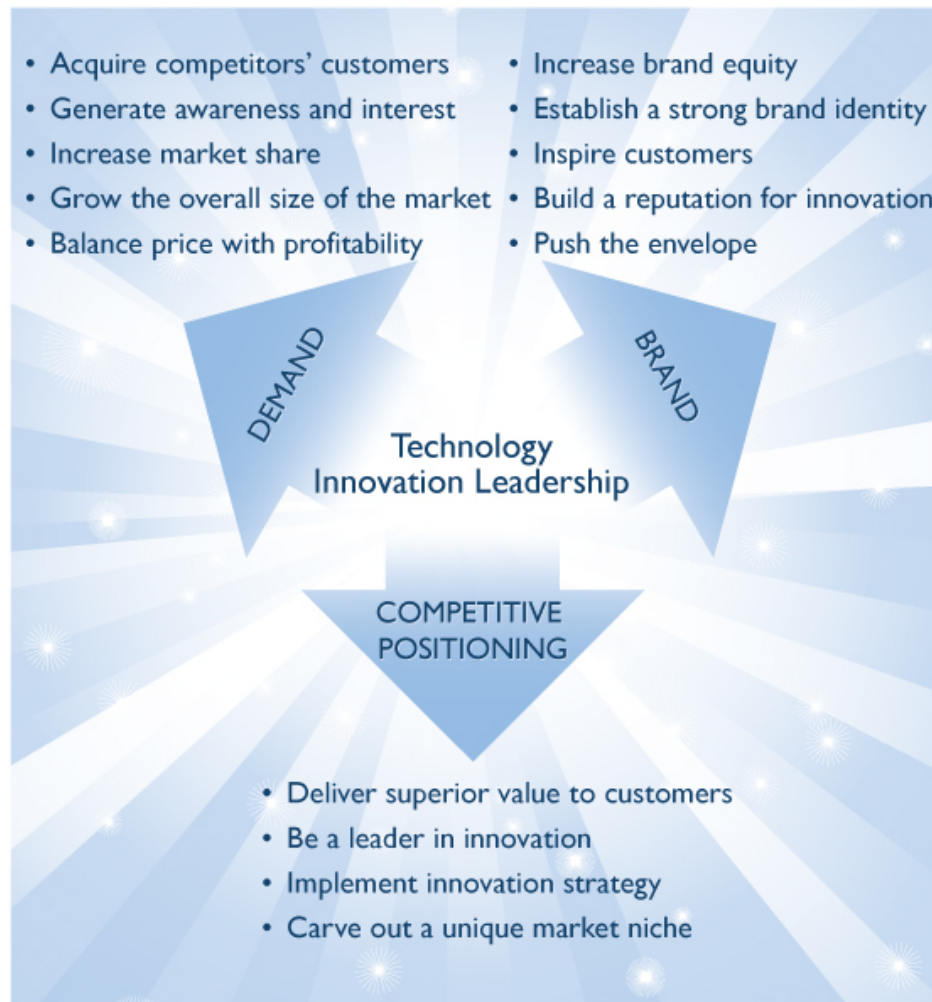 • Acquire competitors’ customers
• Generate awareness and interest
• Increase market share
• Grow the overall size of the market
• Balance price with profitability
• Increase brand equity
• Establish a strong brand identity
• Inspire customers
• Build a reputation for innovation
• Push the envelope
DEMAND
BRAND
Technology
Innovation Leadership
COMPETITIVE
POSITIONING
• Deliver superior value to customers
• Be a leader in innovation
• Implement innovation strategy
• Carve out a unique market niche